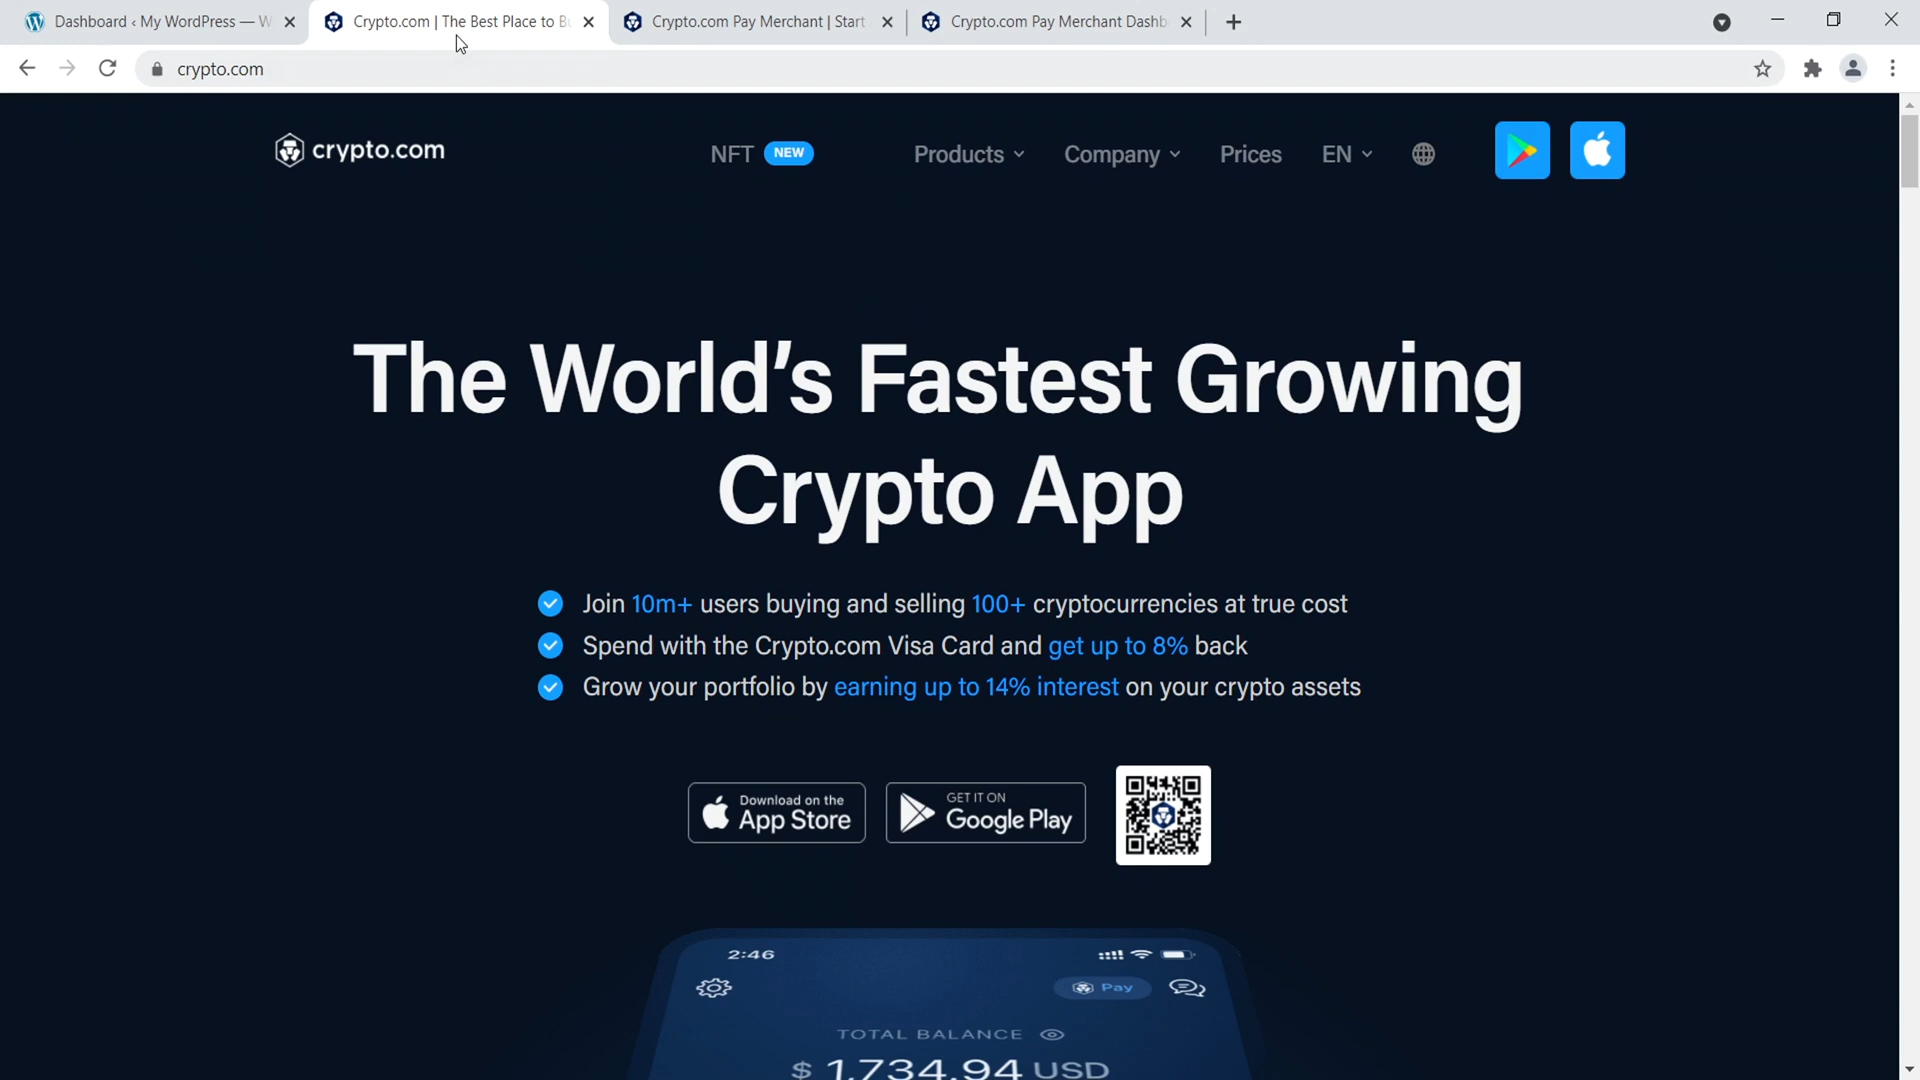 Dashboard ‹ My WordPress — W
Crypto.com | The Best Place to B
Crypto.com Pay Merchant | Start
Crypto.com Pay Merchant Dashb
crypto.com
crypto.com
NFT NEW Products Company Prices EN
The World's Fastest Growing
Crypto App
Join 10m+ users buying and selling 100+ cryptocurrencies at true cost
Spend with the Crypto.com Visa Card and get up to 8% back
Grow your portfolio by earning up to 14% interest on your crypto assets
Download on the
App Store
GET IT ON
Google Play
2:46
Pay
TOTAL BALANCE
$ 1,734.94 USD